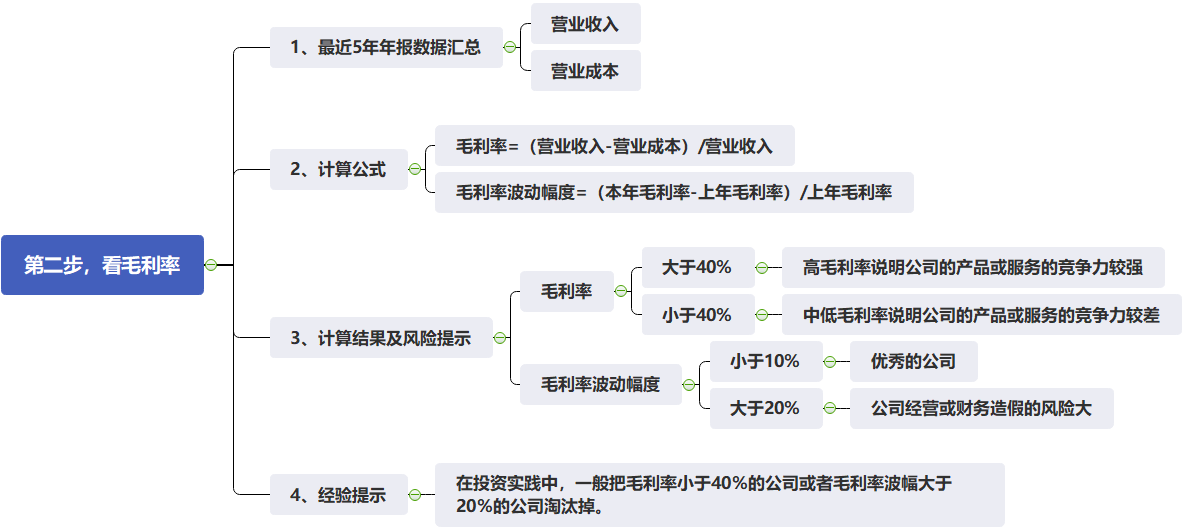 第二步，看毛利率
1、最近5年年报数据汇总
营业收入
营业成本
2、计算公式
毛利率=（营业收入-营业成本）/营业收入
毛利率波动幅度=（本年毛利率-上年毛利率）/上年毛利率
3、计算结果及风险提示
毛利率
大于40%
高毛利率说明公司的产品或服务的竞争力较强
小于40%
中低毛利率说明公司的产品或服务的竞争力较差
毛利率波动幅度
小于10%
优秀的公司
大于20%
公司经营或财务造假的风险大
4、经验提示
在投资实践中，一般把毛利率小于40%的公司或者毛利率波幅大于
20%的公司淘汰掉。